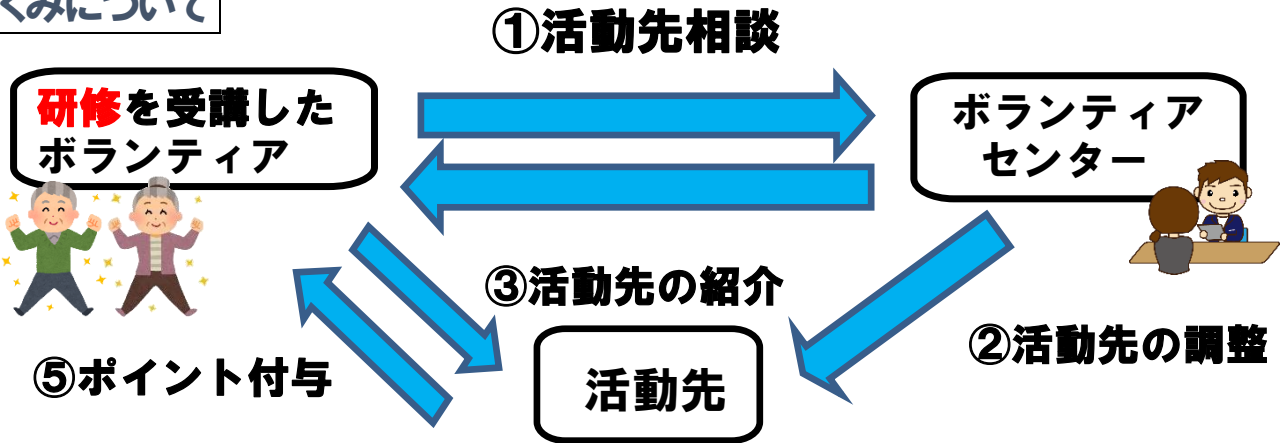 くみについて
①活動先相談
研修を受講した
ボランティア
ボランティア
センター
③活動先の紹介
②活動先の調整
⑤ポイント付与
活動先